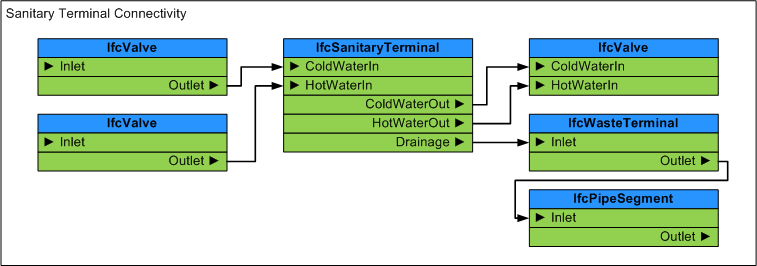 Sanitary Terminal Connectivity
IfcValve
Inlet
Outlet
IfcValve
Inlet
Outlet
IfcSanitaryTerminal
ColdWaterIn
HotWaterIn
ColdWaterOut
HotWaterOut
Drainage
IfcValve
ColdWaterIn
HotWaterIn
IfcWasteTerminal
Inlet
Outlet
IfcPipeSegment
Inlet
Outlet